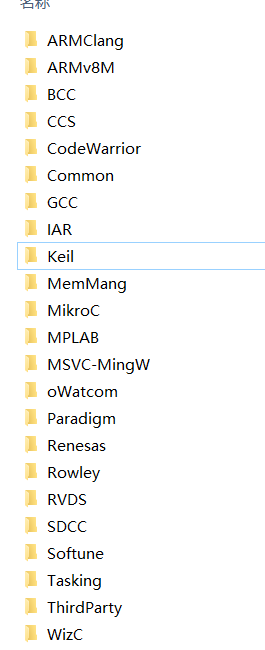 名称
ARMClang
ARMv8M
BCC
CCS
CodeWarrior
Common
GCC
IAR
Keil
MemMang
MikroC
MPLAB
MSVC-MingW
oWatcom
Paradigm
Renesas
Rowley
RVDS
SDCC
Softune
Tasking
ThirdParty
WizC